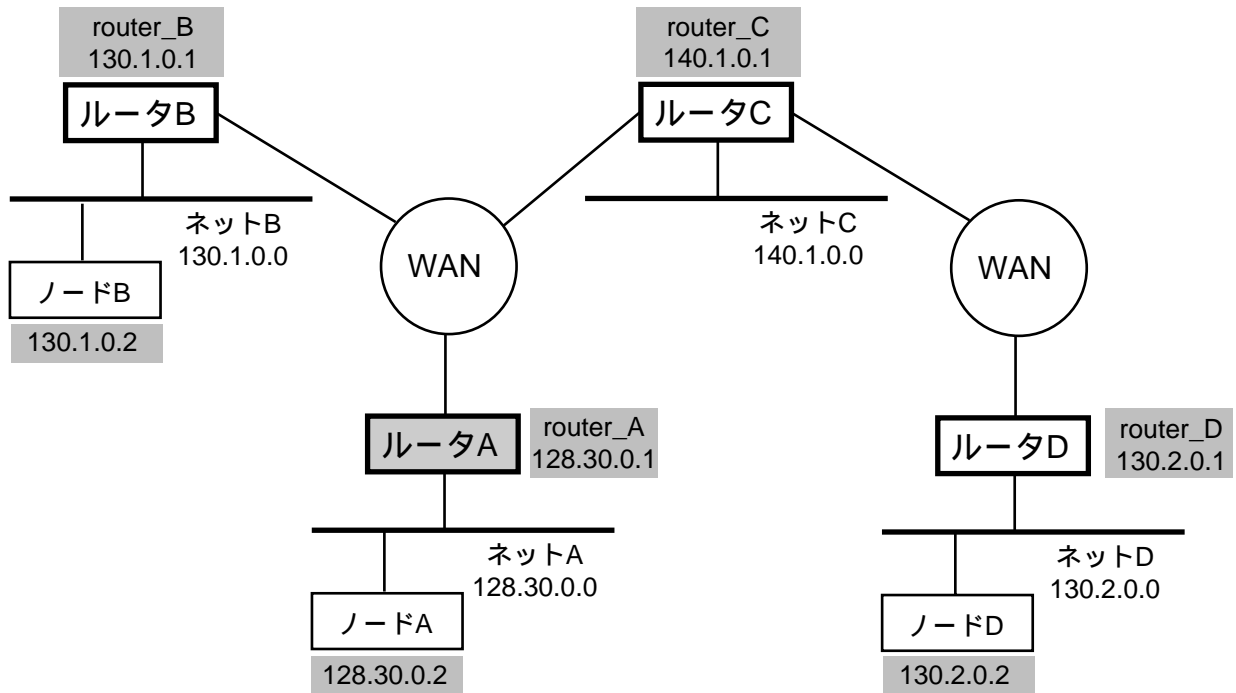 router_B
130.1.0.1
ルータB
ネットB
130.1.0.0
ノードB
130.1.0.2
WAN
router_C
140.1.0.1
ルータC
ネットC
140.1.0.0
WAN
ルータA
router_A
128.30.0.1
ネットA
128.30.0.0
ノードA
128.30.0.2
ルータD
router_D
130.2.0.1
ネットD
130.2.0.0
ノードD
130.2.0.2